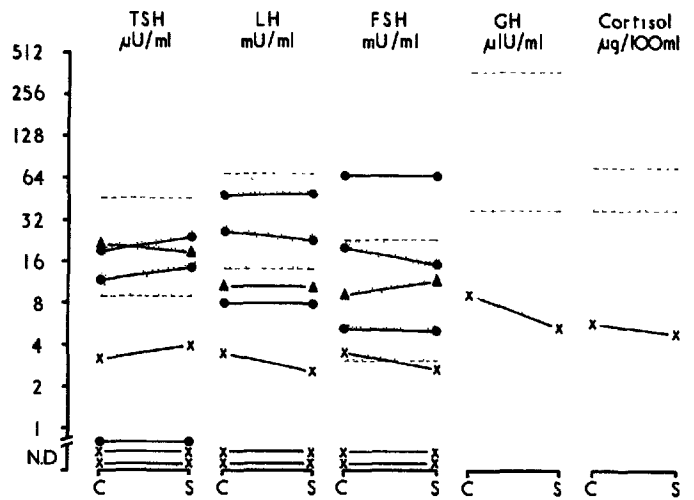 TSH LH FSH GH Cortisol
µU/ml mU/ml mU/ml µIU/ml µg/100ml
512
256
128
64
32
16
8
4
2
1
N.D
C S C S C S C S C S